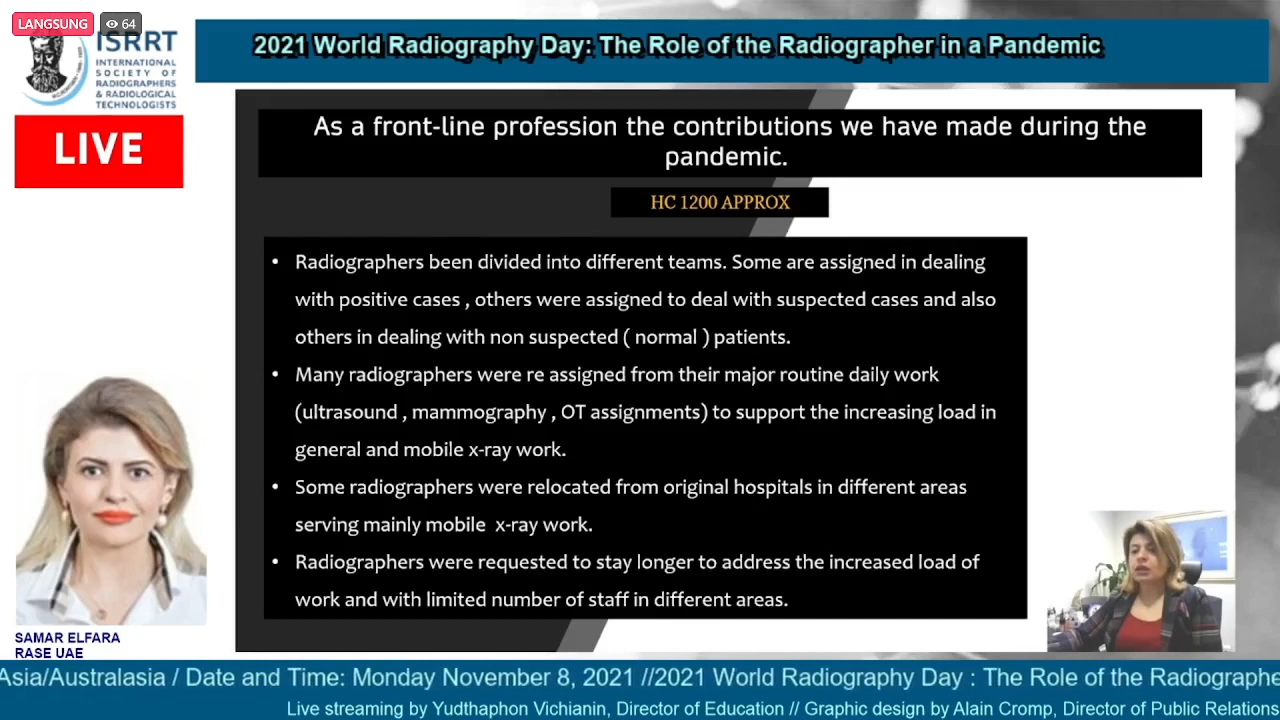 LANGSUNG 64
ISRRT
INTERNATIONAL
SOCIETY OF
RADIOGRAPHERS
& RADIOLOGICAL
TECHNOLOGISTS
2021 World Radiography Day: The Role of the Radiographer in a Pandemic
LIVE
As a front-line profession the contributions we have made during the
pandemic.
HC 1200 APPROX
• Radiographers been divided into different teams. Some are assigned in dealing
with positive cases , others were assigned to deal with suspected cases and also
others in dealing with non suspected ( normal ) patients.
• Many radiographers were re assigned from their major routine daily work
(ultrasound , mammography , OT assignments) to support the increasing load in
general and mobile x-ray work.
• Some radiographers were relocated from original hospitals in different areas
serving mainly mobile x-ray work.
• Radiographers were requested to stay longer to address the increased load of
work and with limited number of staff in different areas.
SAMAR ELFARA
RASE UAE
Asia/Australasia / Date and Time: Monday November 8, 2021 //2021 World Radiography Day : The Role of the Radiographe
Live streaming by Yudthaphon Vichianin, Director of Education // Graphic design by Alain Cromp, Director of Public Relations